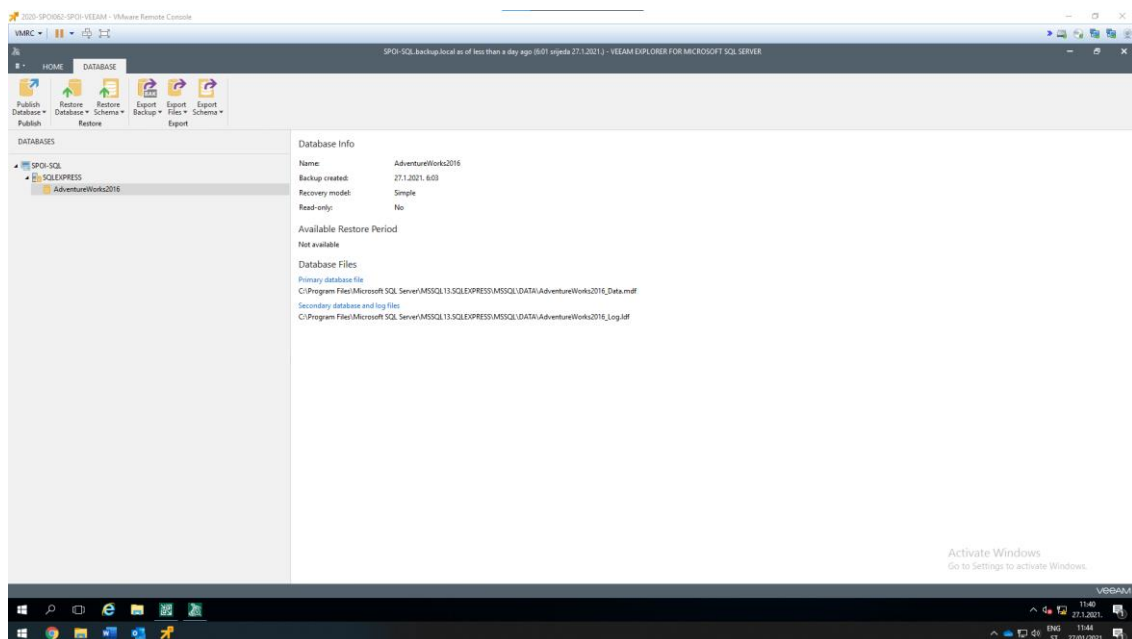 2020-SPOI062-SPOI-VEEAM - VMware Remote Console
VMRC
SPOI-SQL.backup.local as of less than a day ago (6:01 srijeda 27.1.2021.) - VEEAM EXPLORER FOR MICROSOFT SQL SERVER
HOME DATABASE
Publish Database
Restore Database
Restore Schema
Export Backup
Export Files
Export Schema
Publish Restore Export
DATABASES
SPOI-SQL
SQLEXPRESS
AdventureWorks2016
Database Info
Name: AdventureWorks2016
Backup created: 27.1.2021. 6:03
Recovery model: Simple
Read-only: No
Available Restore Period
Not available
Database Files
Primary database file
C:\Program Files\Microsoft SQL Server\MSSQL13.SQLEXPRESS\MSSQL\DATA\AdventureWorks2016_Data.mdf
Secondary database and log files
C:\Program Files\Microsoft SQL Server\MSSQL13.SQLEXPRESS\MSSQL\DATA\AdventureWorks2016_Log.ldf
Activate Windows
Go to Settings to activate Windows.
VEEAM
11:40
27.1.2021.
ENG 11:44
ST 27/01/2021